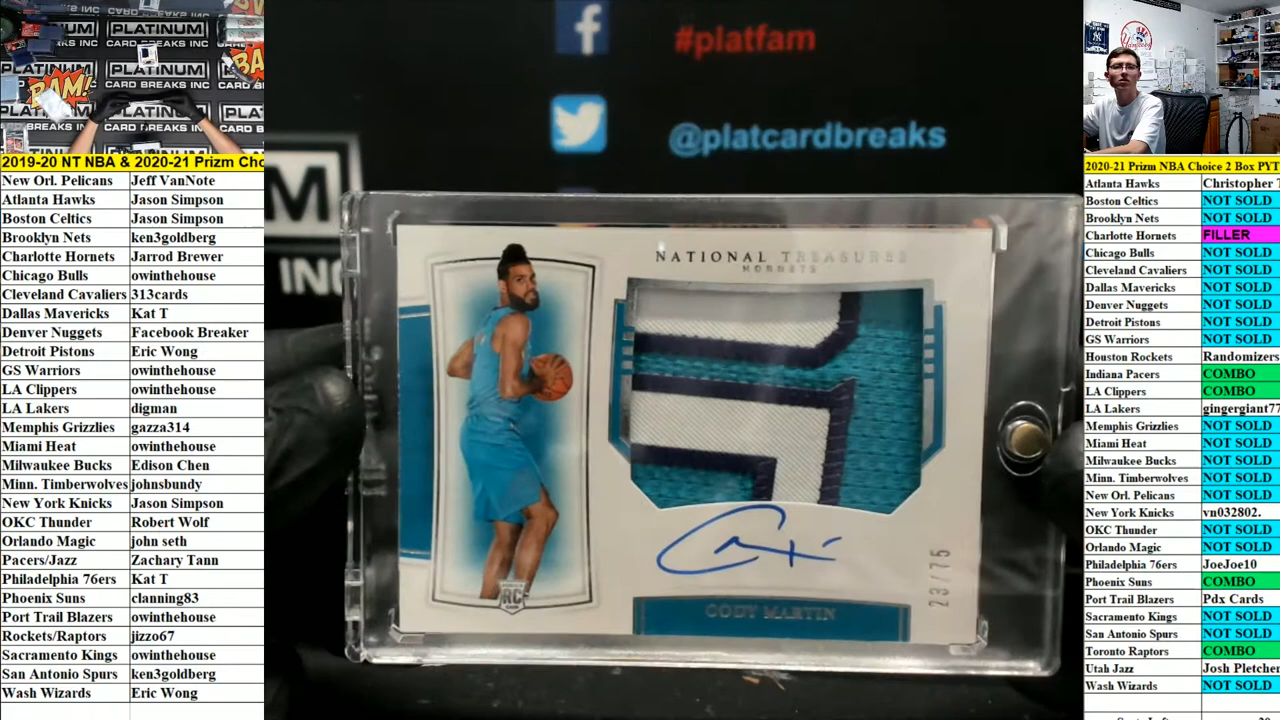 PLATINUM
CARD BREAKS INC
BAM!
2019-20 NT NBA & 2020-21 Prizm Cho
New Orl. Pelicans Jeff VanNote
Atlanta Hawks Jason Simpson
Boston Celtics Jason Simpson
Brooklyn Nets ken3goldberg
Charlotte Hornets Jarrod Brewer
Chicago Bulls owinthehouse
Cleveland Cavaliers 313cards
Dallas Mavericks Kat T
Denver Nuggets Facebook Breaker
Detroit Pistons Eric Wong
GS Warriors owinthehouse
LA Clippers owinthehouse
LA Lakers digman
Memphis Grizzlies gazza314
Miami Heat owinthehouse
Milwaukee Bucks Edison Chen
Minn. Timberwolves johnsbundy
New York Knicks Jason Simpson
OKC Thunder Robert Wolf
Orlando Magic john seth
Pacers/Jazz Zachary Tann
Philadelphia 76ers Kat T
Phoenix Suns clanning83
Port Trail Blazers owinthehouse
Rockets/Raptors jizzo67
Sacramento Kings owinthehouse
San Antonio Spurs ken3goldberg
Wash Wizards Eric Wong
#platfam
@platcardbreaks
M
INC
NATIONAL TREASURES
HORNETS
RC
23/75
CODY MARTIN
2020-21 Prizm NBA Choice 2 Box PYT
Atlanta Hawks Christopher T
Boston Celtics NOT SOLD
Brooklyn Nets NOT SOLD
Charlotte Hornets FILLER
Chicago Bulls NOT SOLD
Cleveland Cavaliers NOT SOLD
Dallas Mavericks NOT SOLD
Denver Nuggets NOT SOLD
Detroit Pistons NOT SOLD
GS Warriors NOT SOLD
Houston Rockets Randomizers
Indiana Pacers COMBO
LA Clippers COMBO
LA Lakers gingergiant77
Memphis Grizzlies NOT SOLD
Miami Heat NOT SOLD
Milwaukee Bucks NOT SOLD
Minn. Timberwolves NOT SOLD
New Orl. Pelicans NOT SOLD
New York Knicks vn032802.
OKC Thunder NOT SOLD
Orlando Magic NOT SOLD
Philadelphia 76ers JoeJoe10
Phoenix Suns COMBO
Port Trail Blazers Pdx Cards
Sacramento Kings NOT SOLD
San Antonio Spurs NOT SOLD
Toronto Raptors COMBO
Utah Jazz Josh Pletcher
Wash Wizards NOT SOLD